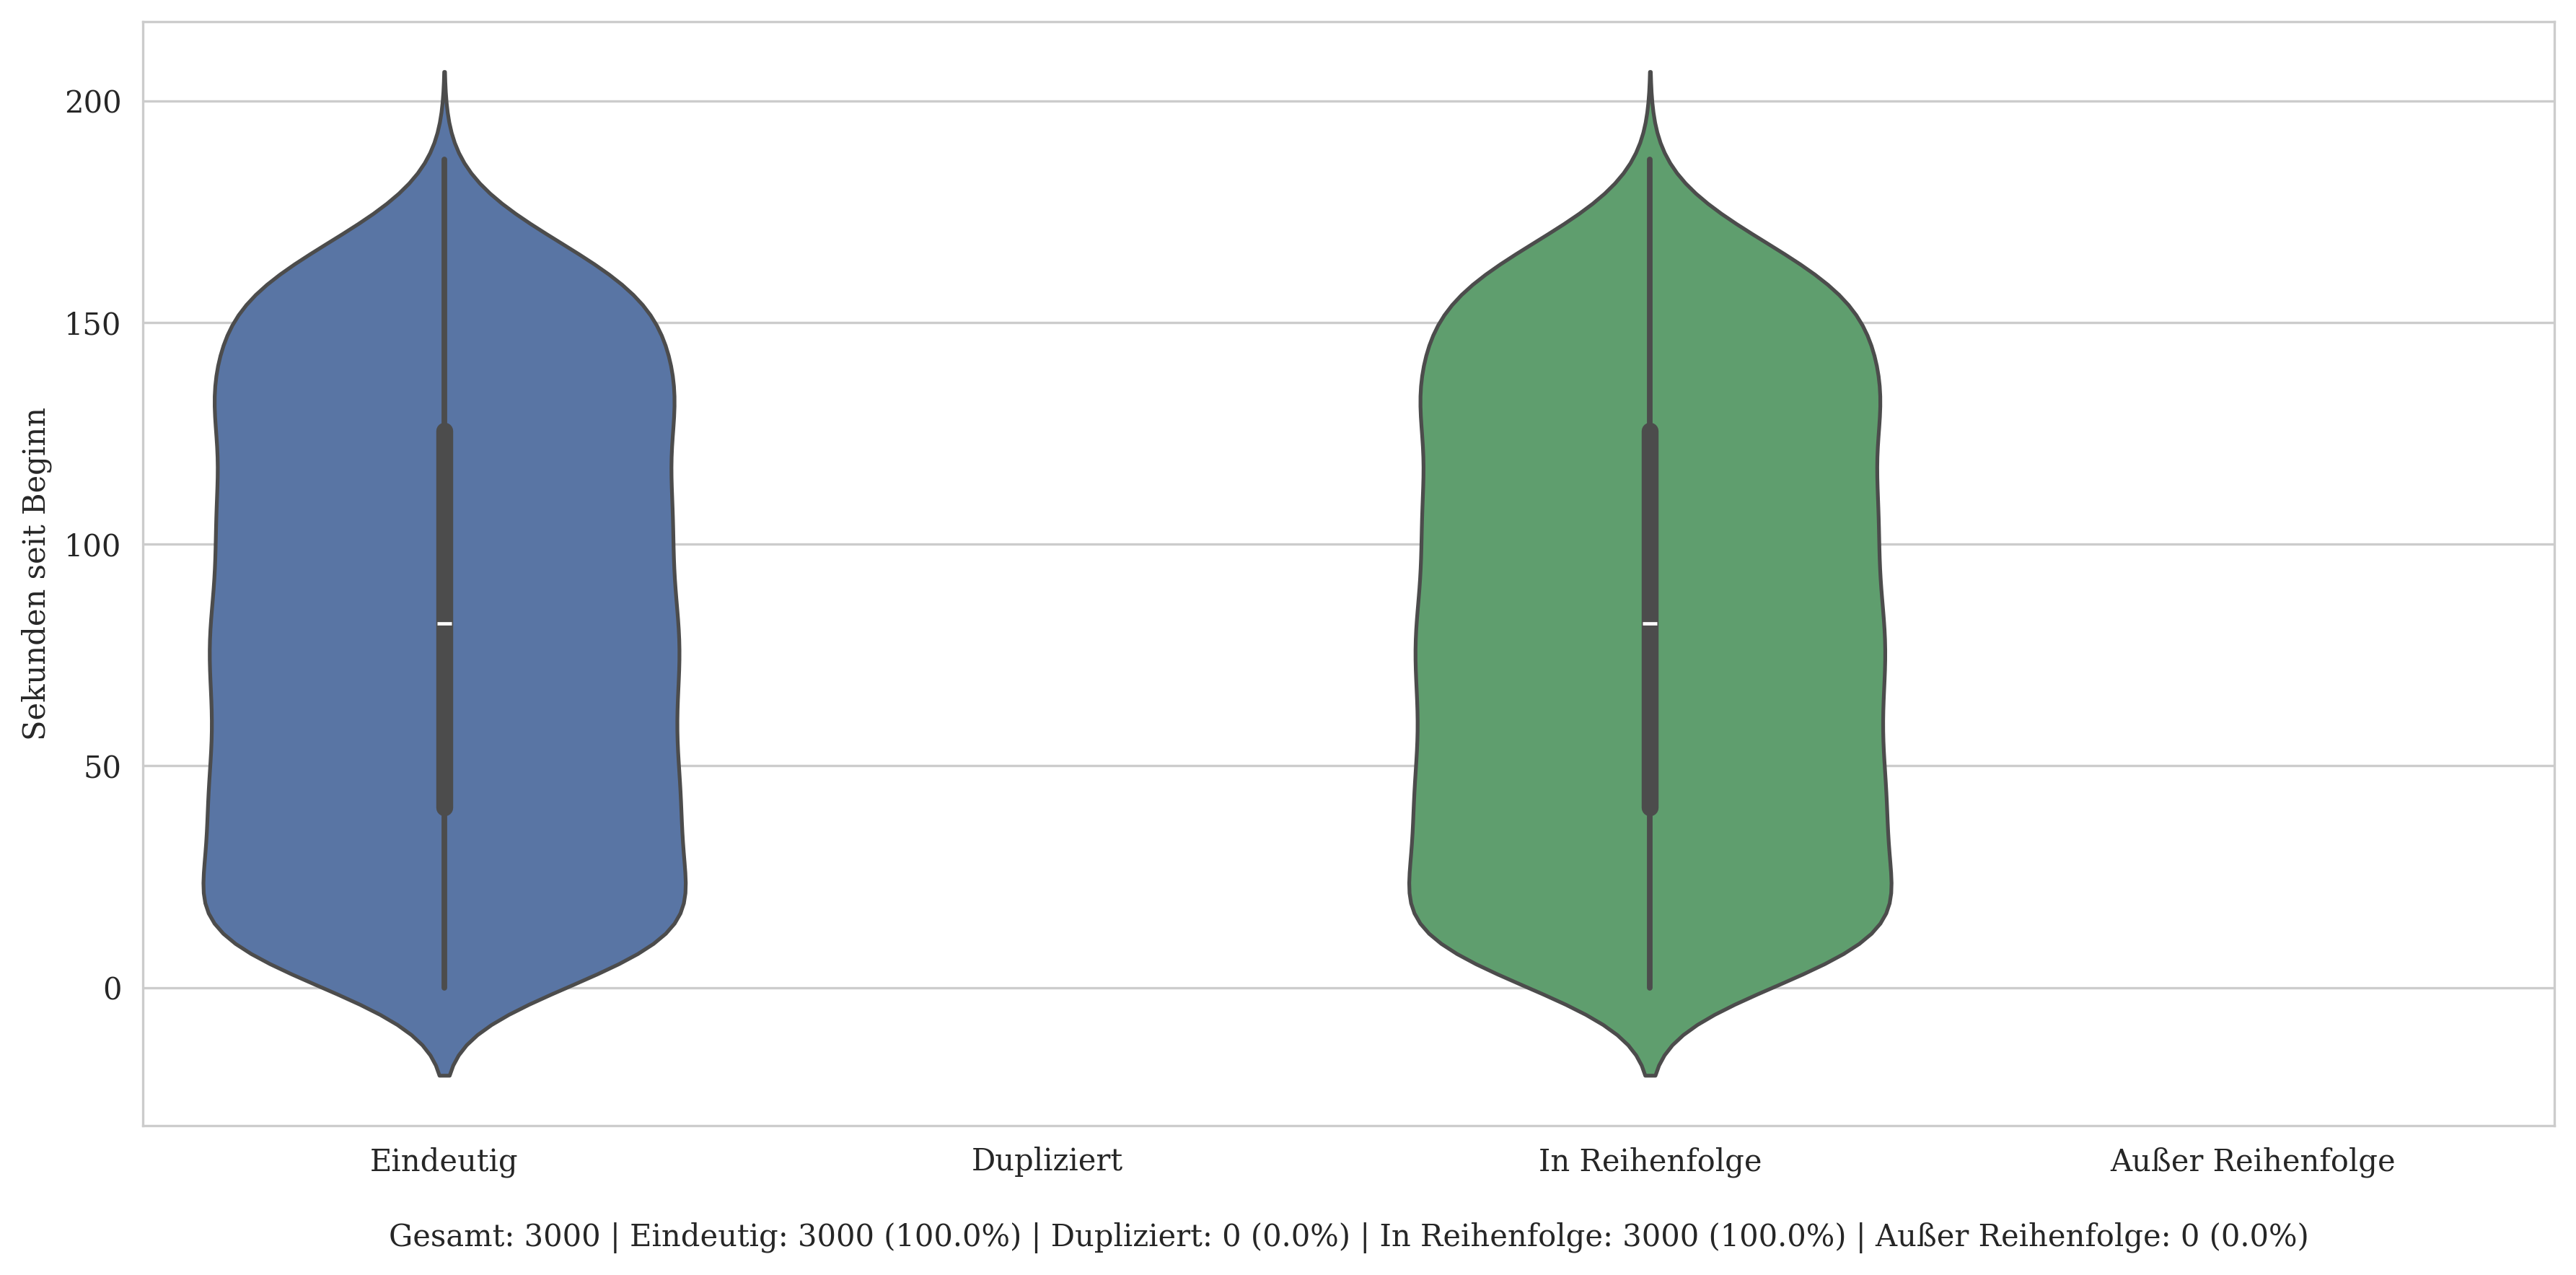 Sekunden seit Beginn
200
150
100
50
0
Eindeutig
Dupliziert
In Reihenfolge
Außer Reihenfolge
Gesamt: 3000 | Eindeutig: 3000 (100.0%) | Dupliziert: 0 (0.0%) | In Reihenfolge: 3000 (100.0%) | Außer Reihenfolge: 0 (0.0%)